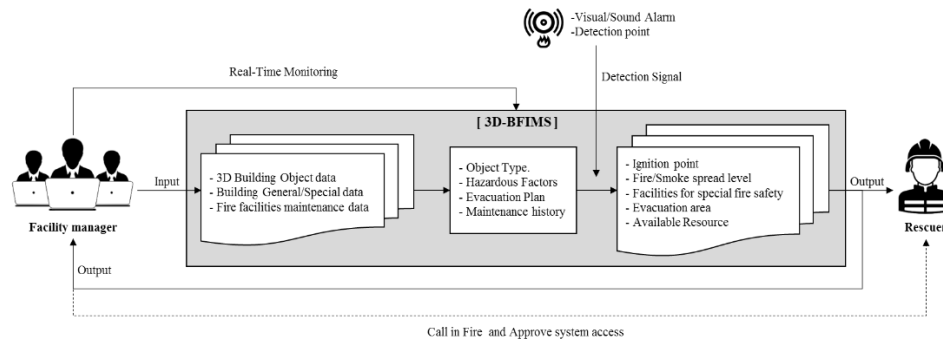 -Visual/Sound Alarm
-Detection point
Real-Time Monitoring
Detection Signal
[ 3D-BFIMS ]
Input
- 3D Building Object data
- Building General/Special data
- Fire facilities maintenance data
- Object Type.
- Hazardous Factors
- Evacuation Plan
- Maintenance history
- Ignition point
- Fire/Smoke spread level
- Facilities for special fire safety
- Evacuation area
- Available Resource
Output
Facility manager
Rescuer
Output
Call in Fire and Approve system access